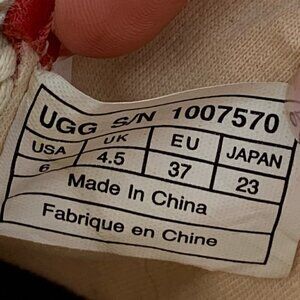 UGG S/N 1007570
USA UK EU JAPAN
6 4.5 37 23
Made In China
Fabrique en Chine